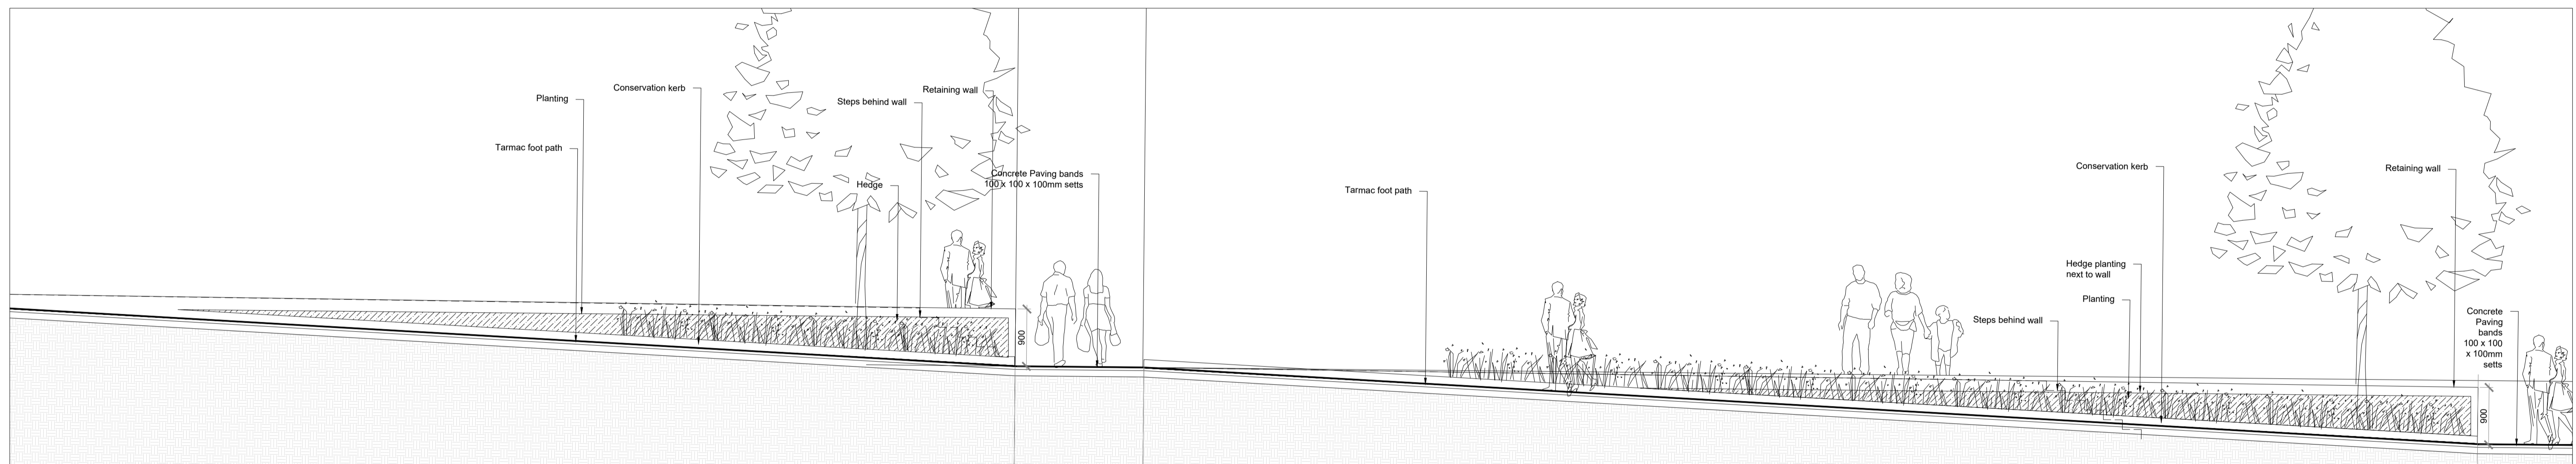 Planting
Conservation kerb
Retaining wall
Steps behind wall
Tarmac foot path
Concrete Paving bands
100 x 100 x 100mm setts
Hedge
900
Tarmac foot path
Conservation kerb
Retaining wall
Hedge planting
next to wall
Planting
Steps behind wall
Concrete
Paving
bands
100 x 100
x 100mm
setts
900